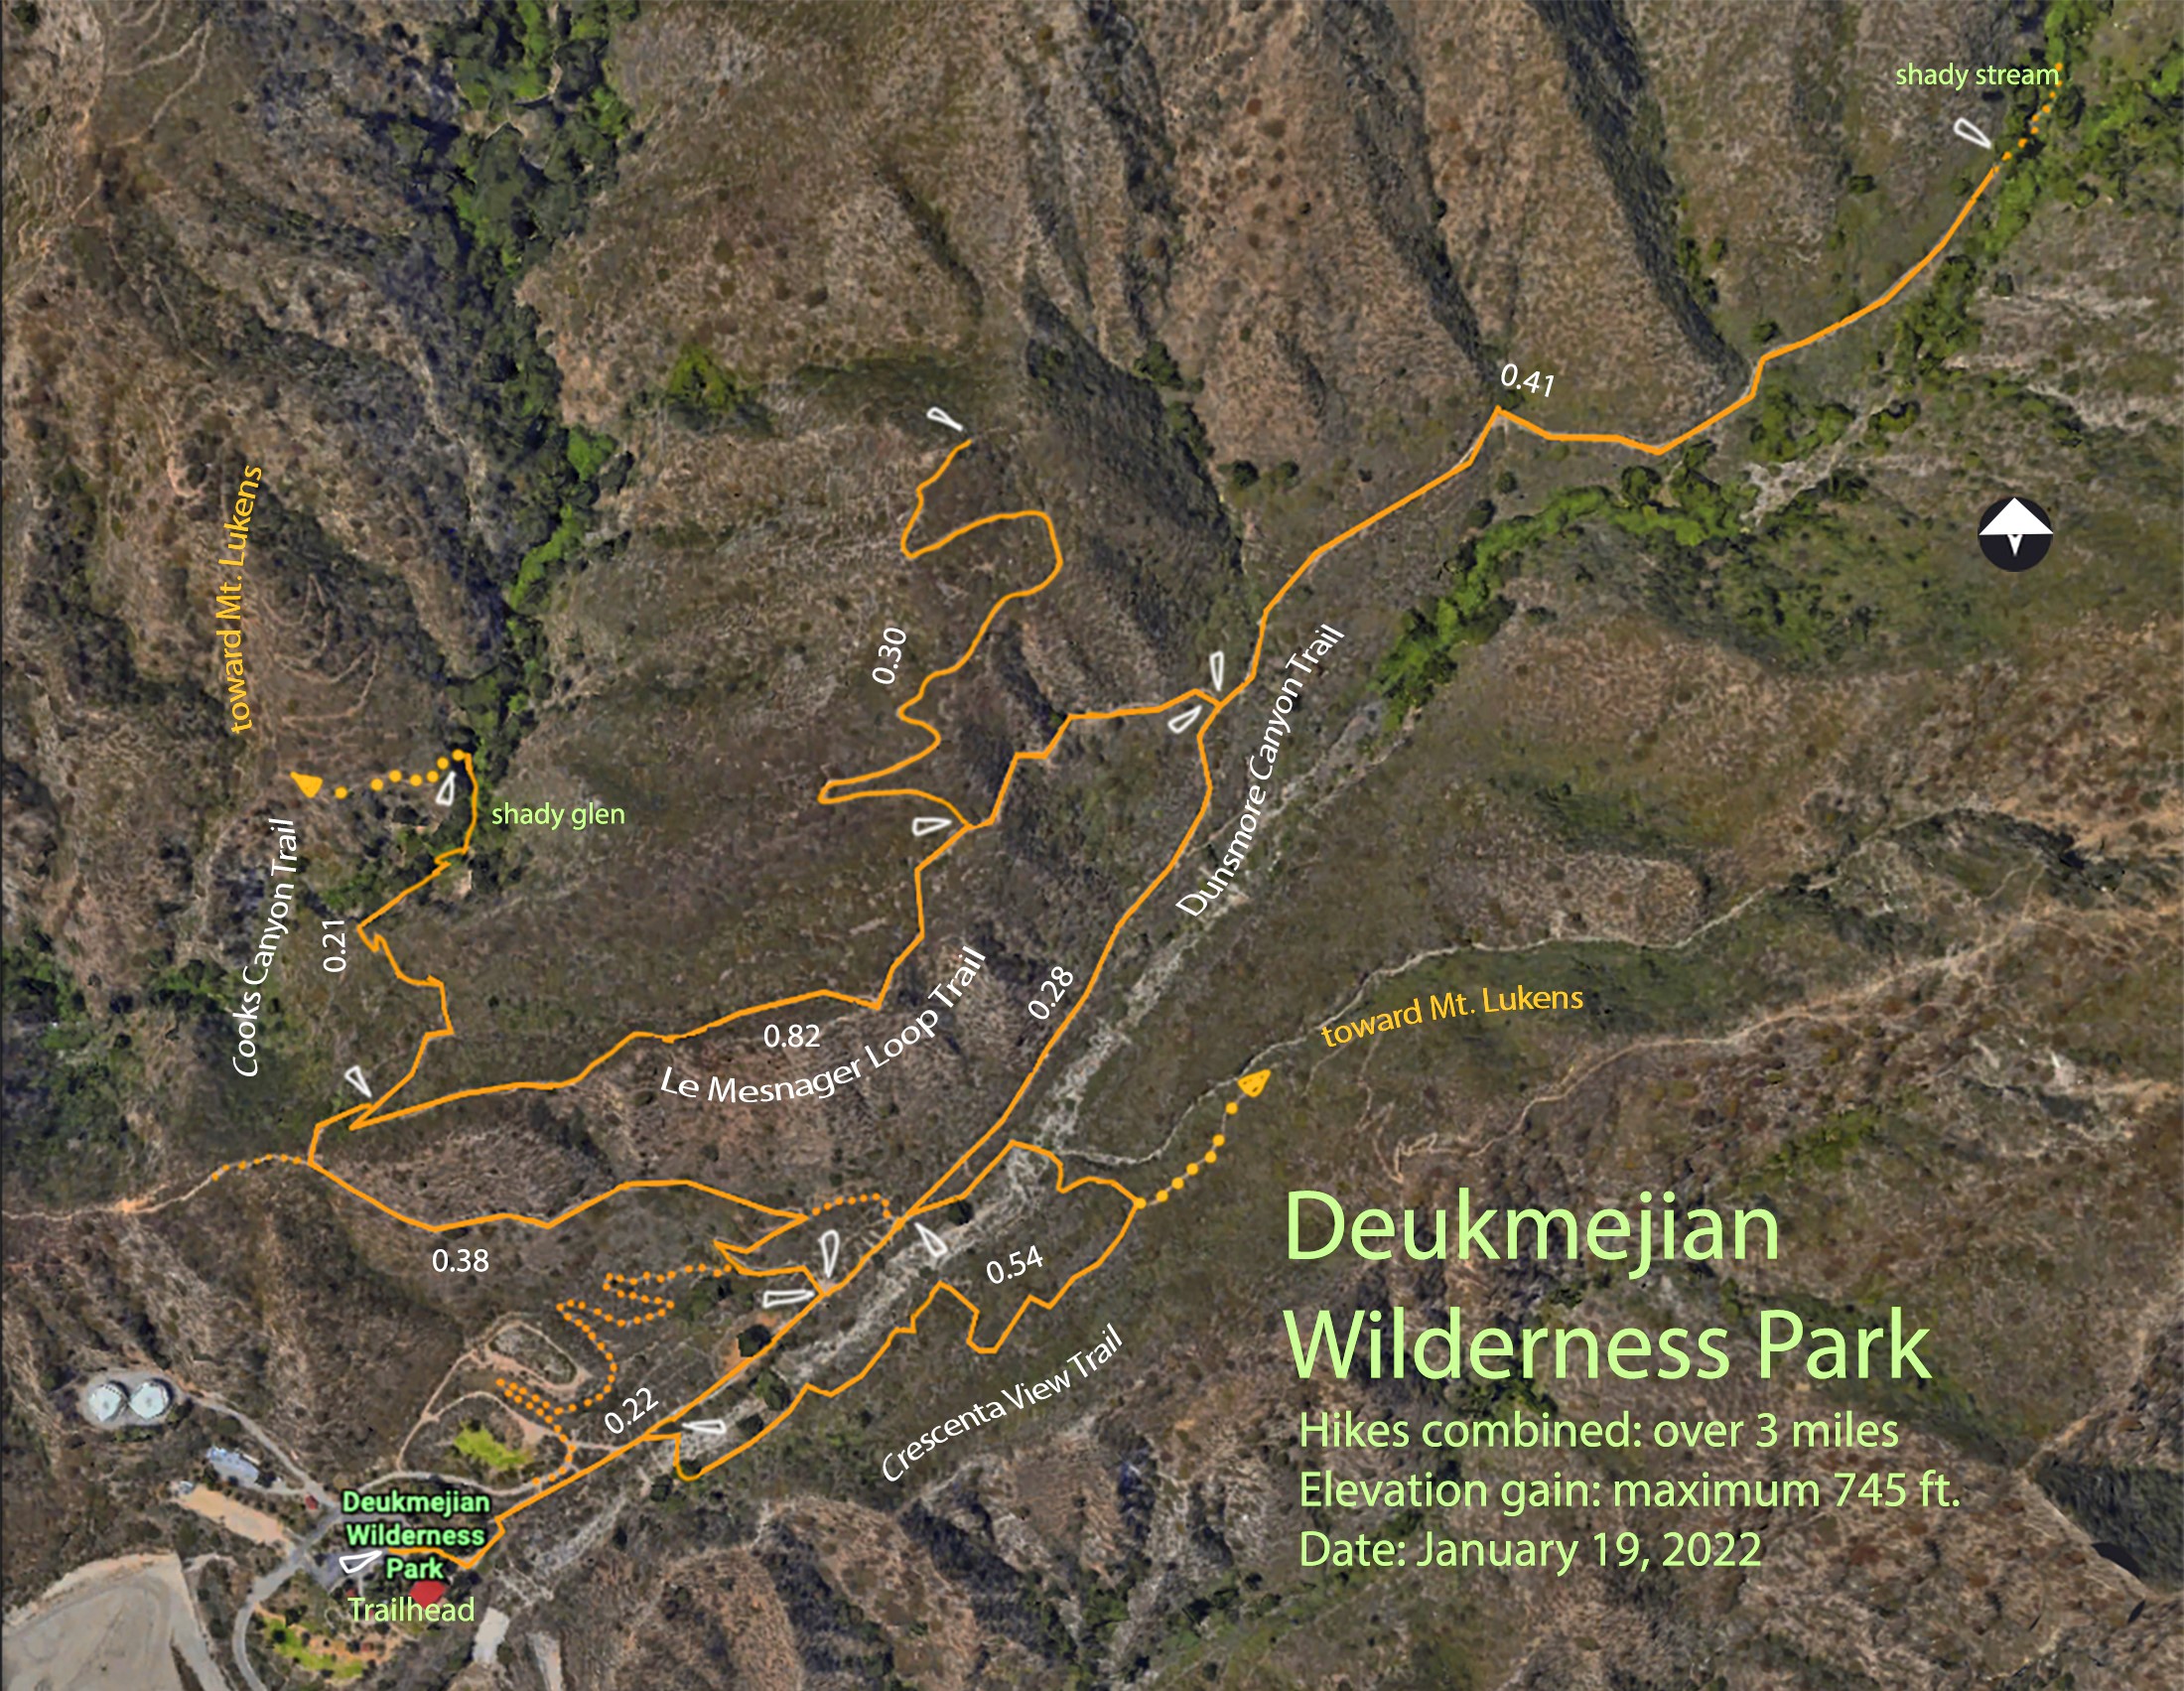 shady stream
0.41
toward Mt. Lukens
0.30
Dunsmore Canyon Trail
shady glen
Cooks Canyon Trail
0.21
0.28
0.82
Le Mesnager Loop Trail
toward Mt. Lukens
0.38
0.54
Crescenta View Trail
0.22
Deukmejian
Wilderness Park
Hikes combined: over 3 miles
Elevation gain: maximum 745 ft.
Date: January 19, 2022
Deukmejian
Wilderness
Park
Trailhead